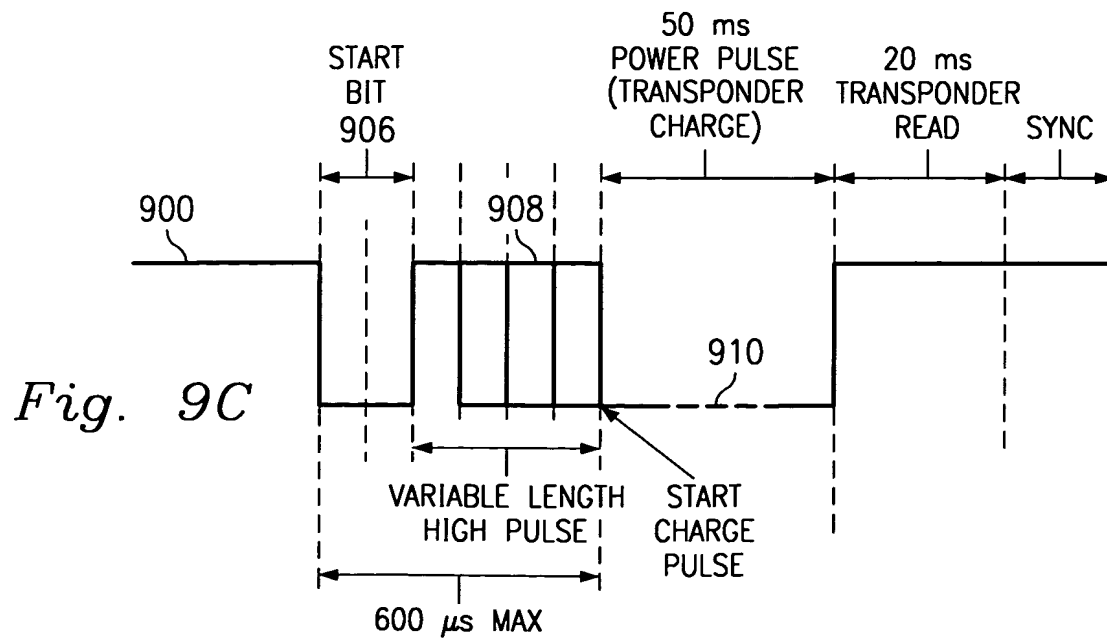 START
BIT
906
50 ms
POWER PULSE
(TRANSPONDER
CHARGE)
20 ms
TRANSPONDER
READ
SYNC
900
908
910
Fig. 9C
VARIABLE LENGTH
HIGH PULSE
START
CHARGE
PULSE
600 µs MAX